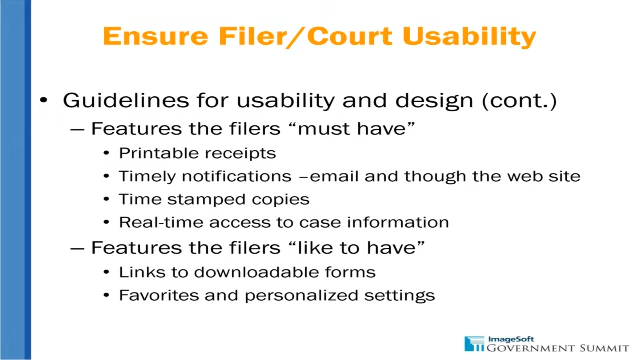 Ensure Filer/Court Usability
• Guidelines for usability and design (cont.)
– Features the filers “must have”
• Printable receipts
• Timely notifications –email and though the web site
• Time stamped copies
• Real-time access to case information
– Features the filers “like to have”
• Links to downloadable forms
• Favorites and personalized settings
ImageSoft
GOVERNMENT SUMMIT